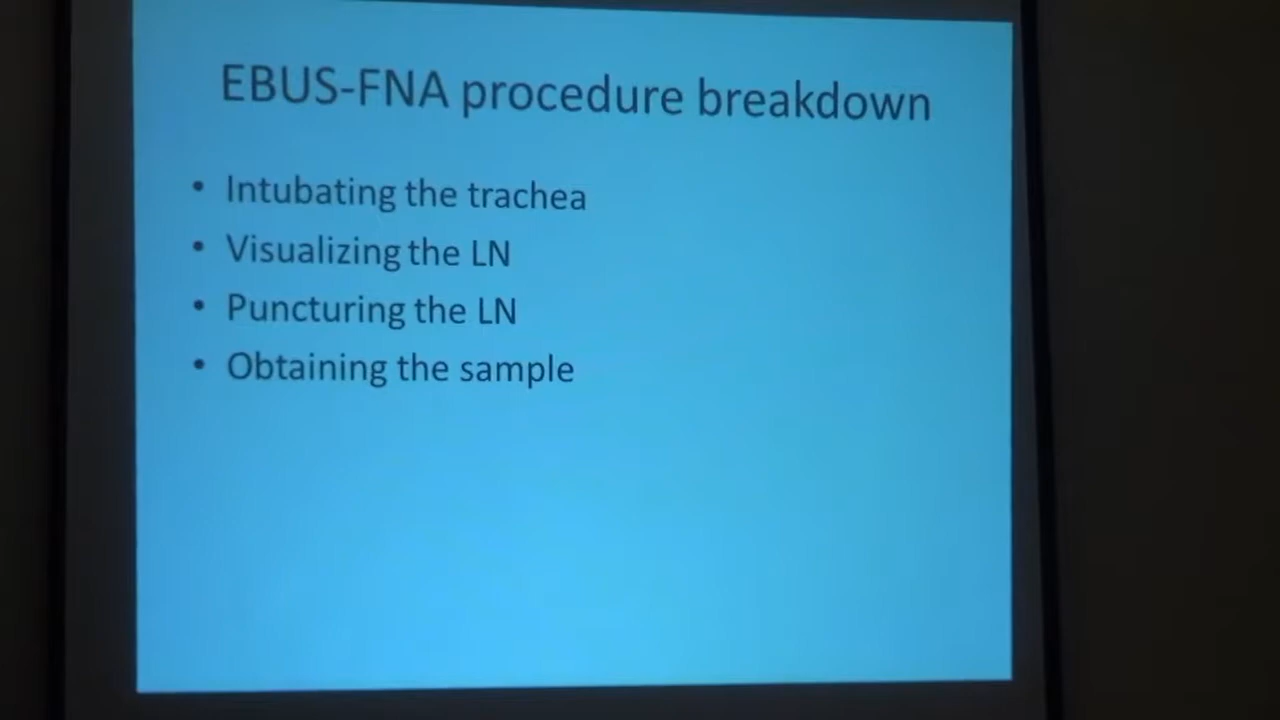 EBUS-FNA procedure breakdown
• Intubating the trachea
• Visualizing the LN
• Puncturing the LN
• Obtaining the sample